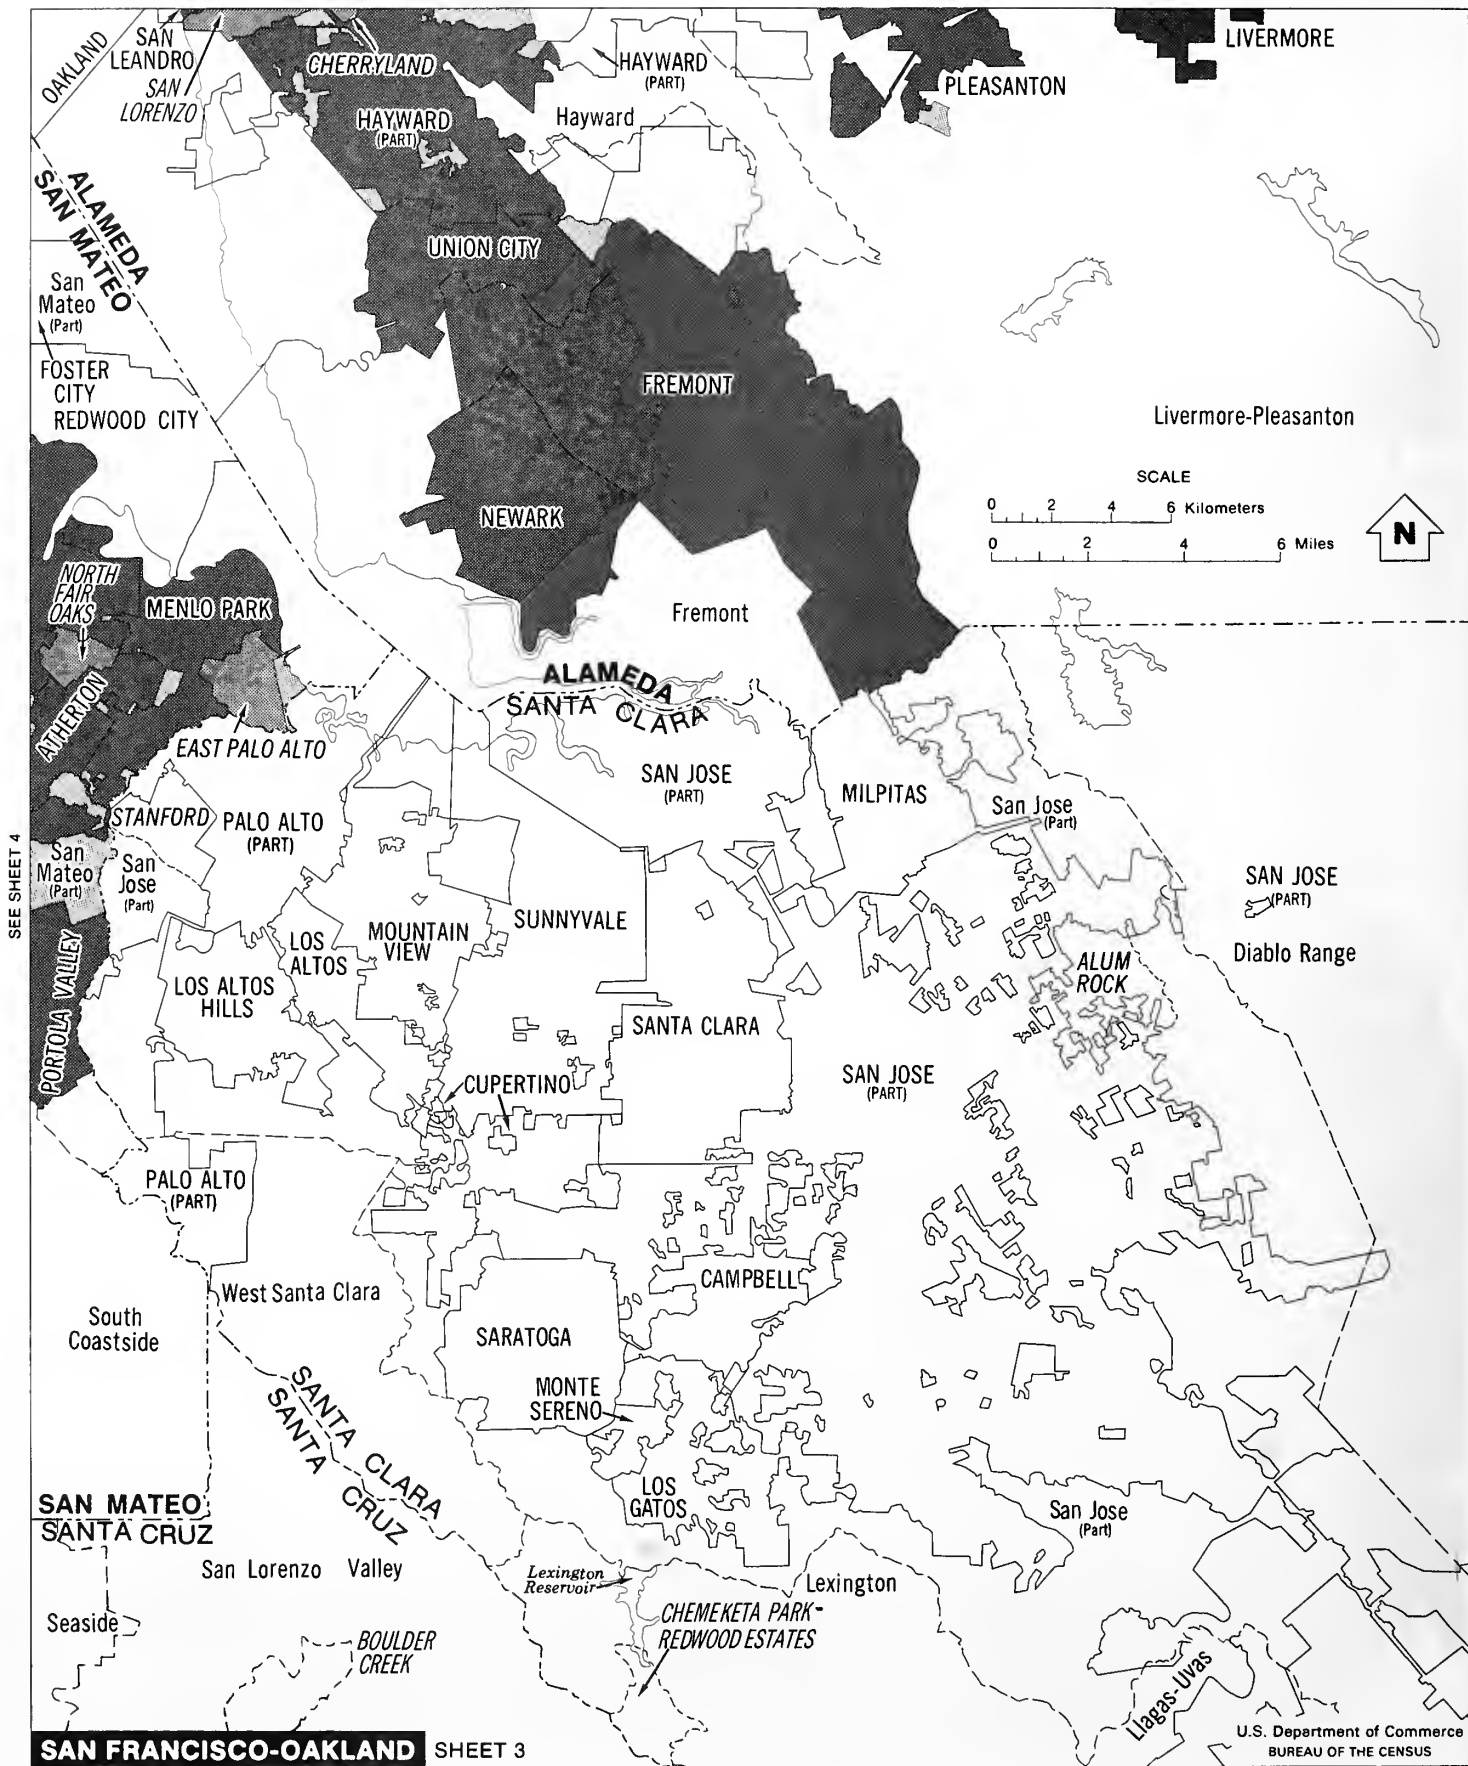 OAKLAND
SAN
LEANDRO
SAN
LORENZO
CHERRYLAND
HAYWARD
(PART)
LIVERMORE
PLEASANTON
HAYWARD
(PART)
Hayward
ALAMEDA
SAN MATEO
UNION CITY
San
Mateo
(Part)
FOSTER
CITY
REDWOOD CITY
FREMONT
Livermore-Pleasanton
SCALE
0 2 4 6 Kilometers
0 2 4 6 Miles
N
NEWARK
NORTH
FAIR
OAKS
MENLO PARK
Fremont
ATHERTON
EAST PALO ALTO
ALAMEDA
SANTA CLARA
SAN JOSE
(PART)
MILPITAS
San Jose
(Part)
STANFORD
PALO ALTO
(PART)
SEE SHEET 4
San
Mateo
(Part)
San
Jose
(Part)
SAN JOSE
(PART)
Diablo Range
SUNNYVALE
MOUNTAIN
VIEW
LOS
ALTOS
LOS ALTOS
HILLS
PORTOLA VALLEY
ALUM
ROCK
SANTA CLARA
SAN JOSE
(PART)
CUPERTINO
PALO ALTO
(PART)
West Santa Clara
South
Coastside
CAMPBELL
SARATOGA
MONTE
SERENO
SANTA CLARA
SANTA CRUZ
LOS
GATOS
SAN MATEO
SANTA CRUZ
San Jose
(Part)
San Lorenzo Valley
Lexington
Reservoir
Lexington
Seaside
BOULDER
CREEK
CHEMEKETA PARK-
REDWOOD ESTATES
Llagas-Uvas
SAN FRANCISCO-OAKLAND SHEET 3
U.S. Department of Commerce
BUREAU OF THE CENSUS